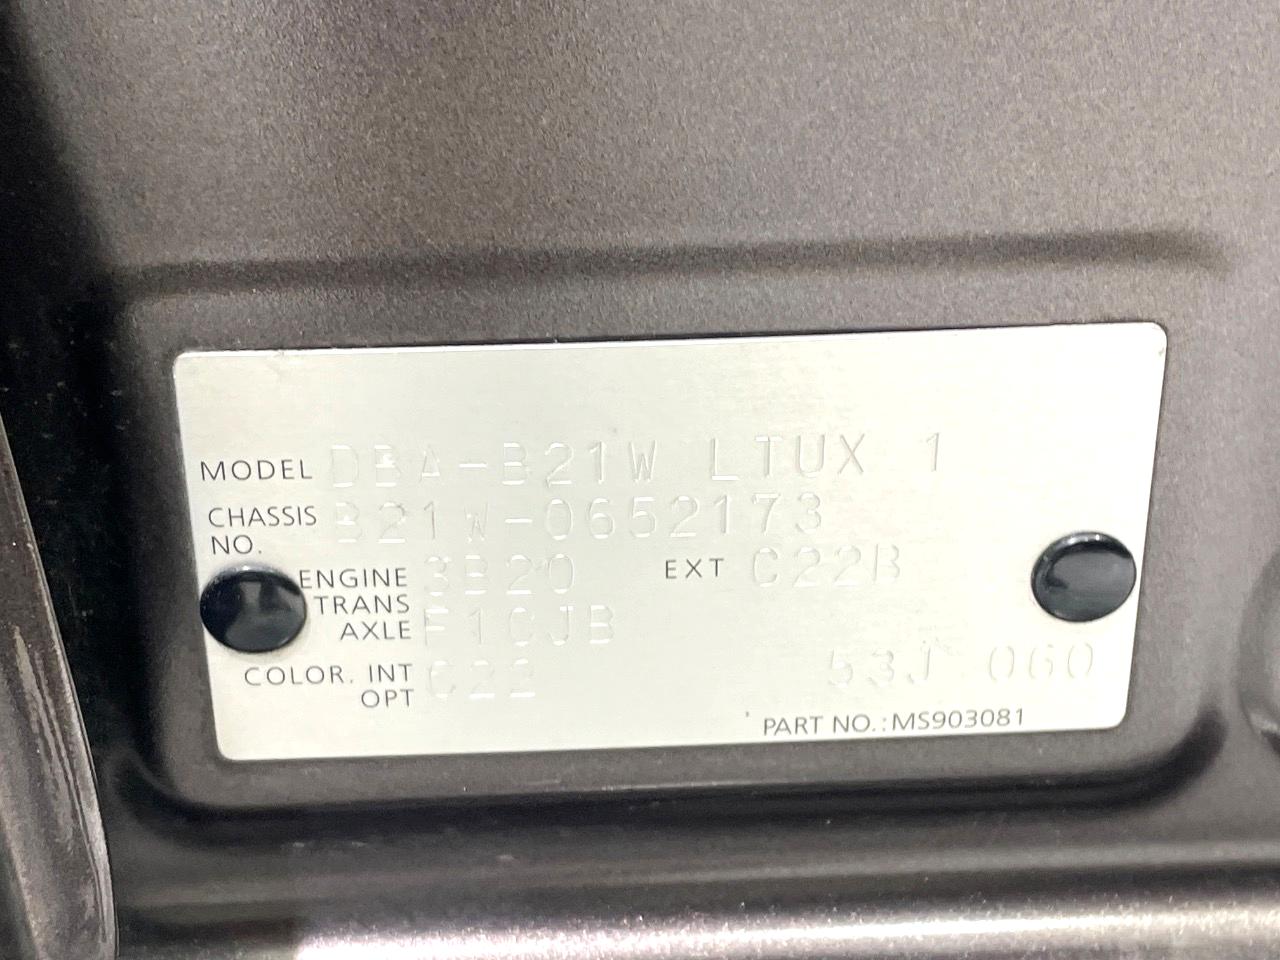 MODEL DBA-B21W LTUX 1
CHASSIS NO. B21W-0652173
ENGINE 3B20 EXT C22B
TRANS AXLE F1CJB
COLOR. INT OPT C22 53J 060
PART NO.:MS903081